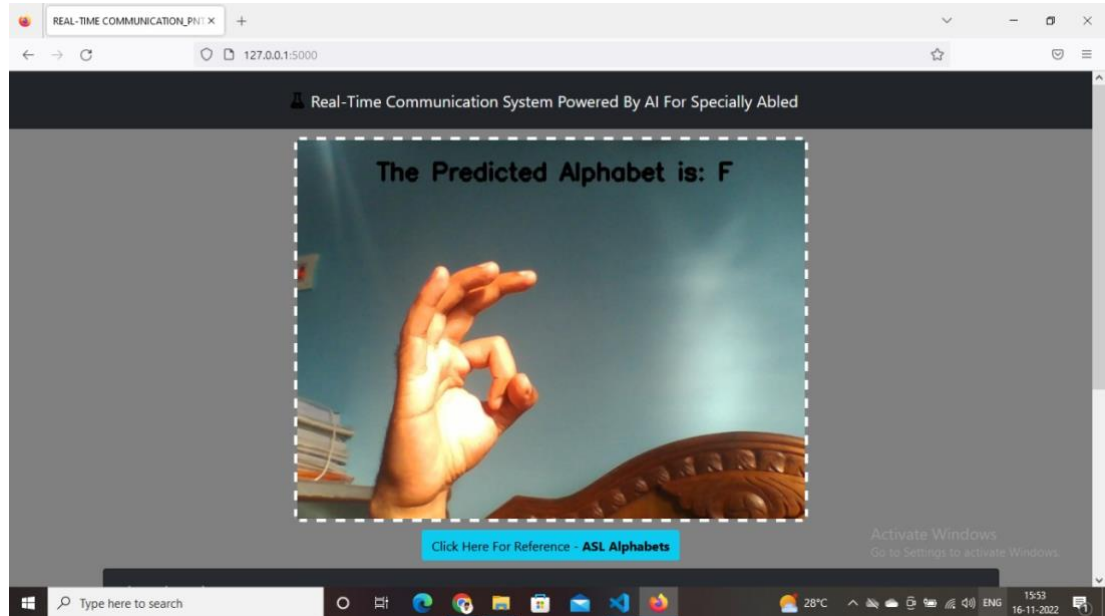 REAL-TIME COMMUNICATION_PNT
127.0.0.1:5000
Real-Time Communication System Powered By AI For Specially Abled
The Predicted Alphabet is: F
Click Here For Reference - ASL Alphabets
Activate Windows
Go to Settings to activate Windows.
Type here to search
28°C
ENG
15:53
16-11-2022